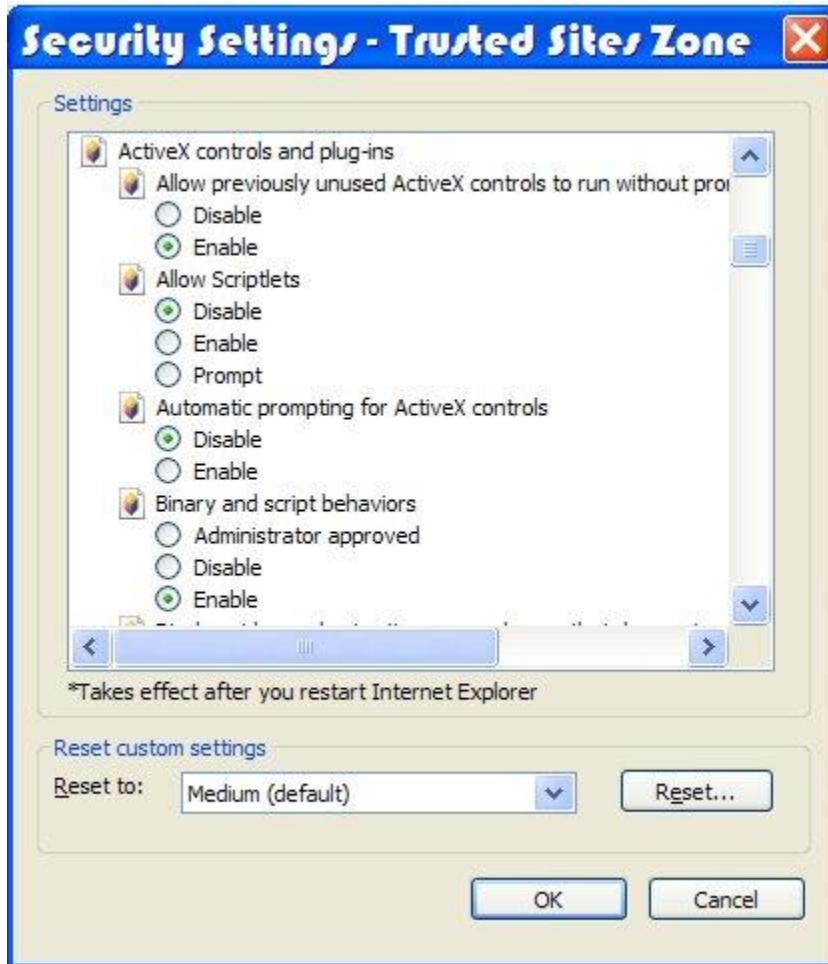 Security Settings - Trusted Sites Zone
Settings
ActiveX controls and plug-ins
Allow previously unused ActiveX controls to run without pro
Disable
Enable
Allow Scriptlets
Disable
Enable
Prompt
Automatic prompting for ActiveX controls
Disable
Enable
Binary and script behaviors
Administrator approved
Disable
Enable
*Takes effect after you restart Internet Explorer
Reset custom settings
Reset to:
Medium (default)
Reset...
OK
Cancel